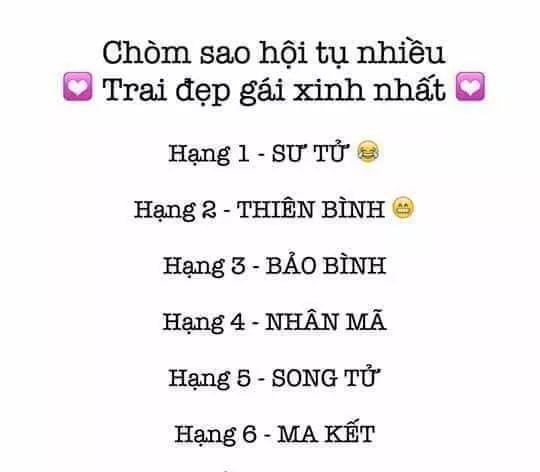 Chòm sao hội tụ nhiều
💟 Trai đẹp gái xinh nhất 💟
Hạng 1 - SƯ TỬ 😂
Hạng 2 - THIÊN BÌNH 😁
Hạng 3 - BẢO BÌNH
Hạng 4 - NHÂN MÃ
Hạng 5 - SONG TỬ
Hạng 6 - MA KẾT